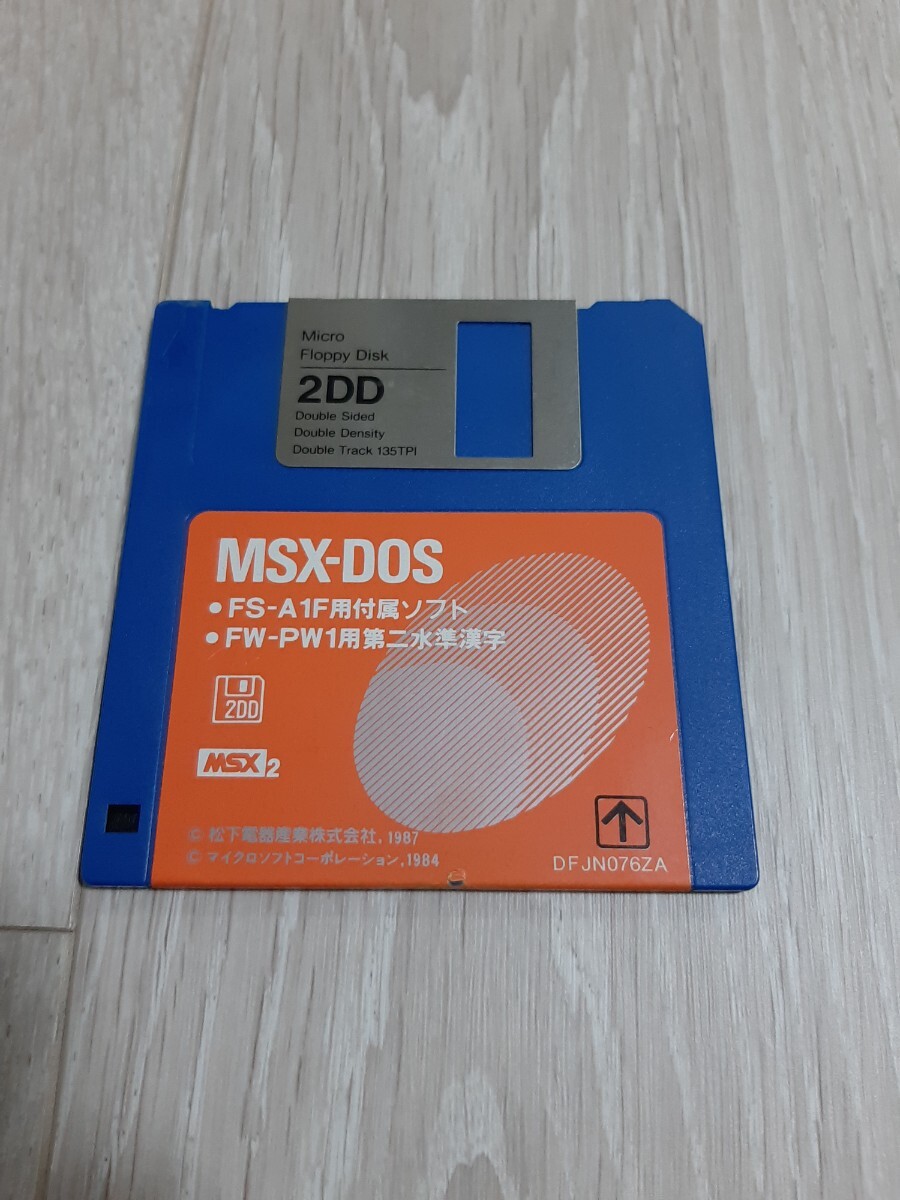 Micro
Floppy Disk
2DD
Double Sided
Double Density
Double Track 135TPI
MSX-DOS
● FS-A1F用付属ソフト
● FW-PW1用第二水準漢字
2DD
MSX2
© 松下電器産業株式会社, 1987
© マイクロソフトコーポレーション, 1984
DFJN076ZA